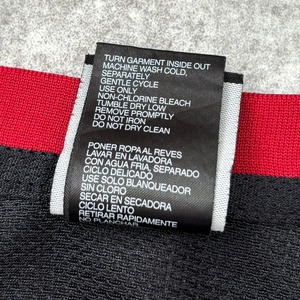 TURN GARMENT INSIDE OUT
MACHINE WASH COLD,
SEPARATELY
GENTLE CYCLE
USE ONLY
NON-CHLORINE BLEACH
TUMBLE DRY LOW
REMOVE PROMPTLY
DO NOT IRON
DO NOT DRY CLEAN
PONER ROPA AL REVES
LAVAR EN LAVADORA
CON AGUA FRIA, SEPARADO
CICLO DELICADO
USE SOLO BLANQUEADOR
SIN CLORO
SECAR EN SECADORA
CICLO LENTO
RETIRAR RAPIDAMENTE
NO PLANCHAR